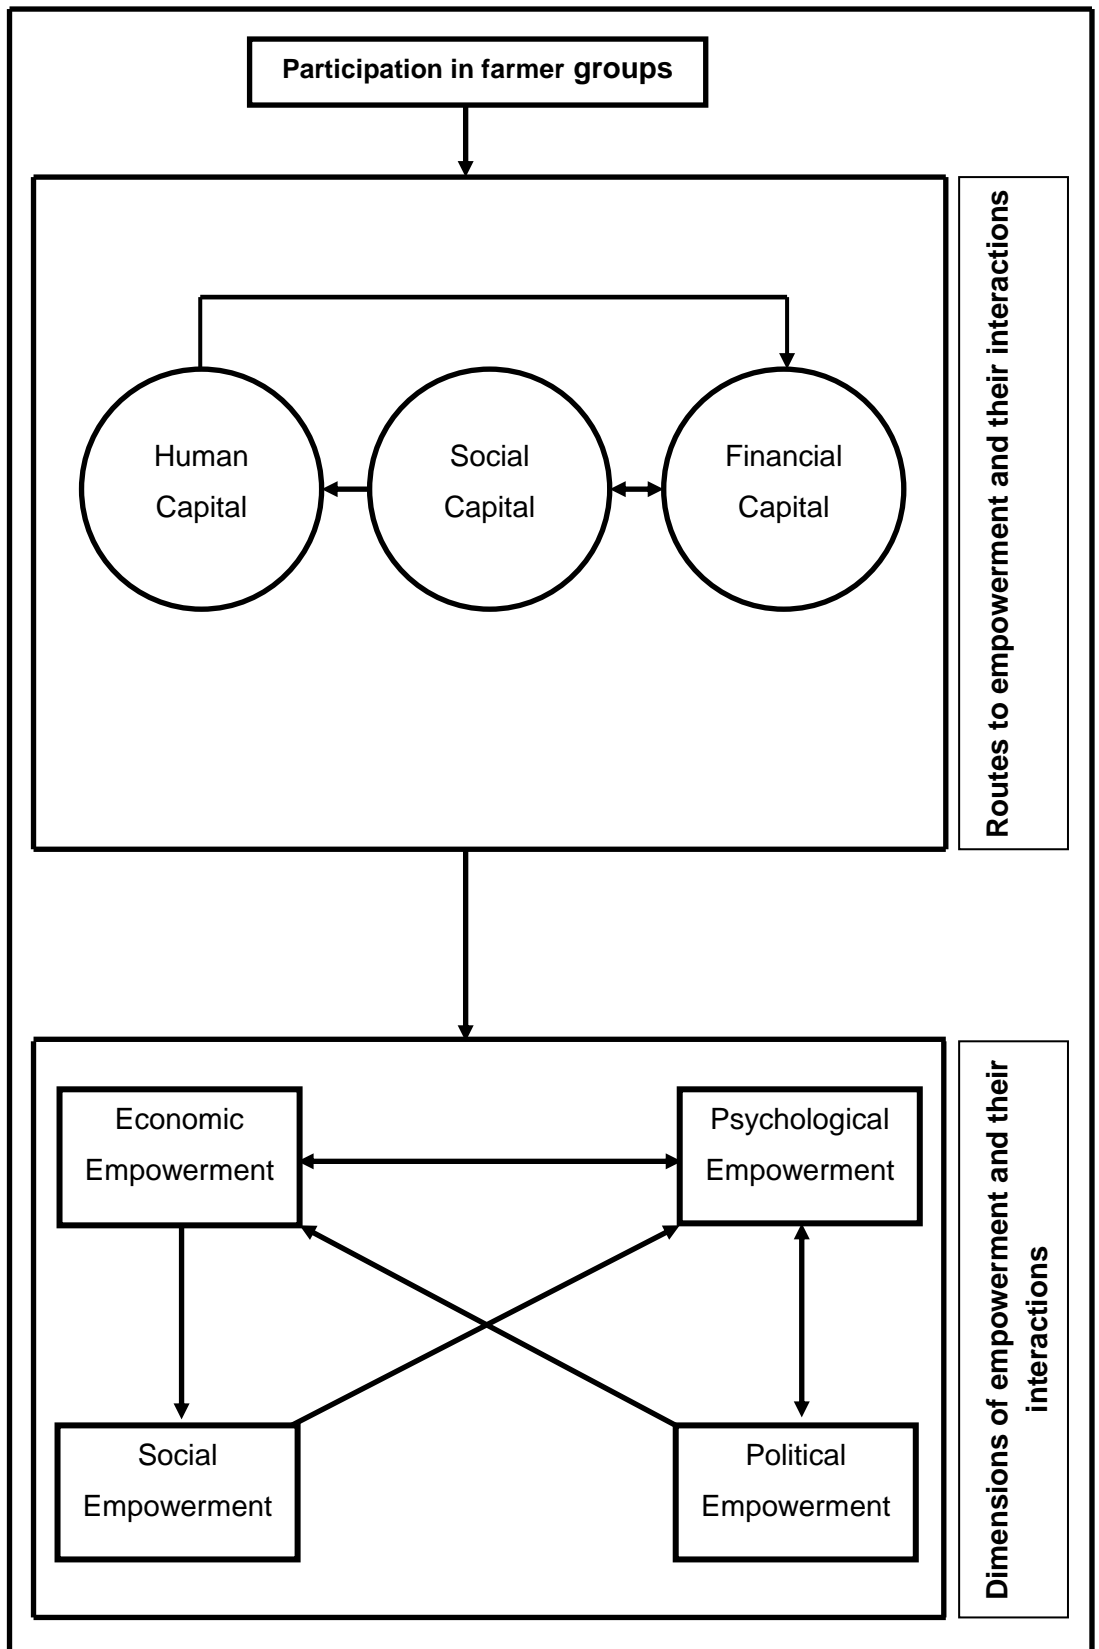 Participation in farmer groups
Routes to empowerment and their interactions
Human
Capital
Social
Capital
Financial
Capital
Dimensions of empowerment and their
interactions
Economic
Empowerment
Psychological
Empowerment
Social
Empowerment
Political
Empowerment